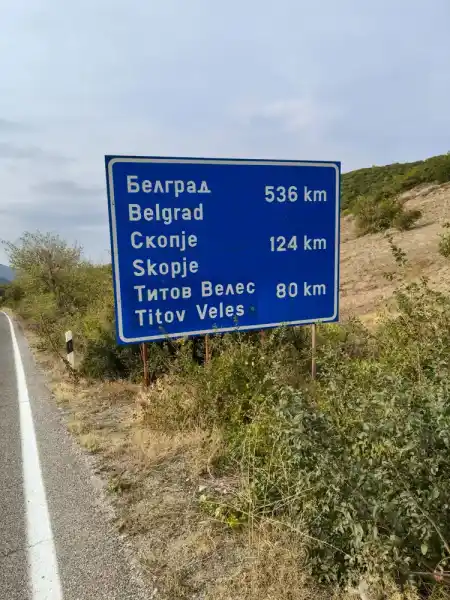 Белград 536 km
Belgrad
Скопје 124 km
Skopje
Титов Велес 80 km
Titov Veles